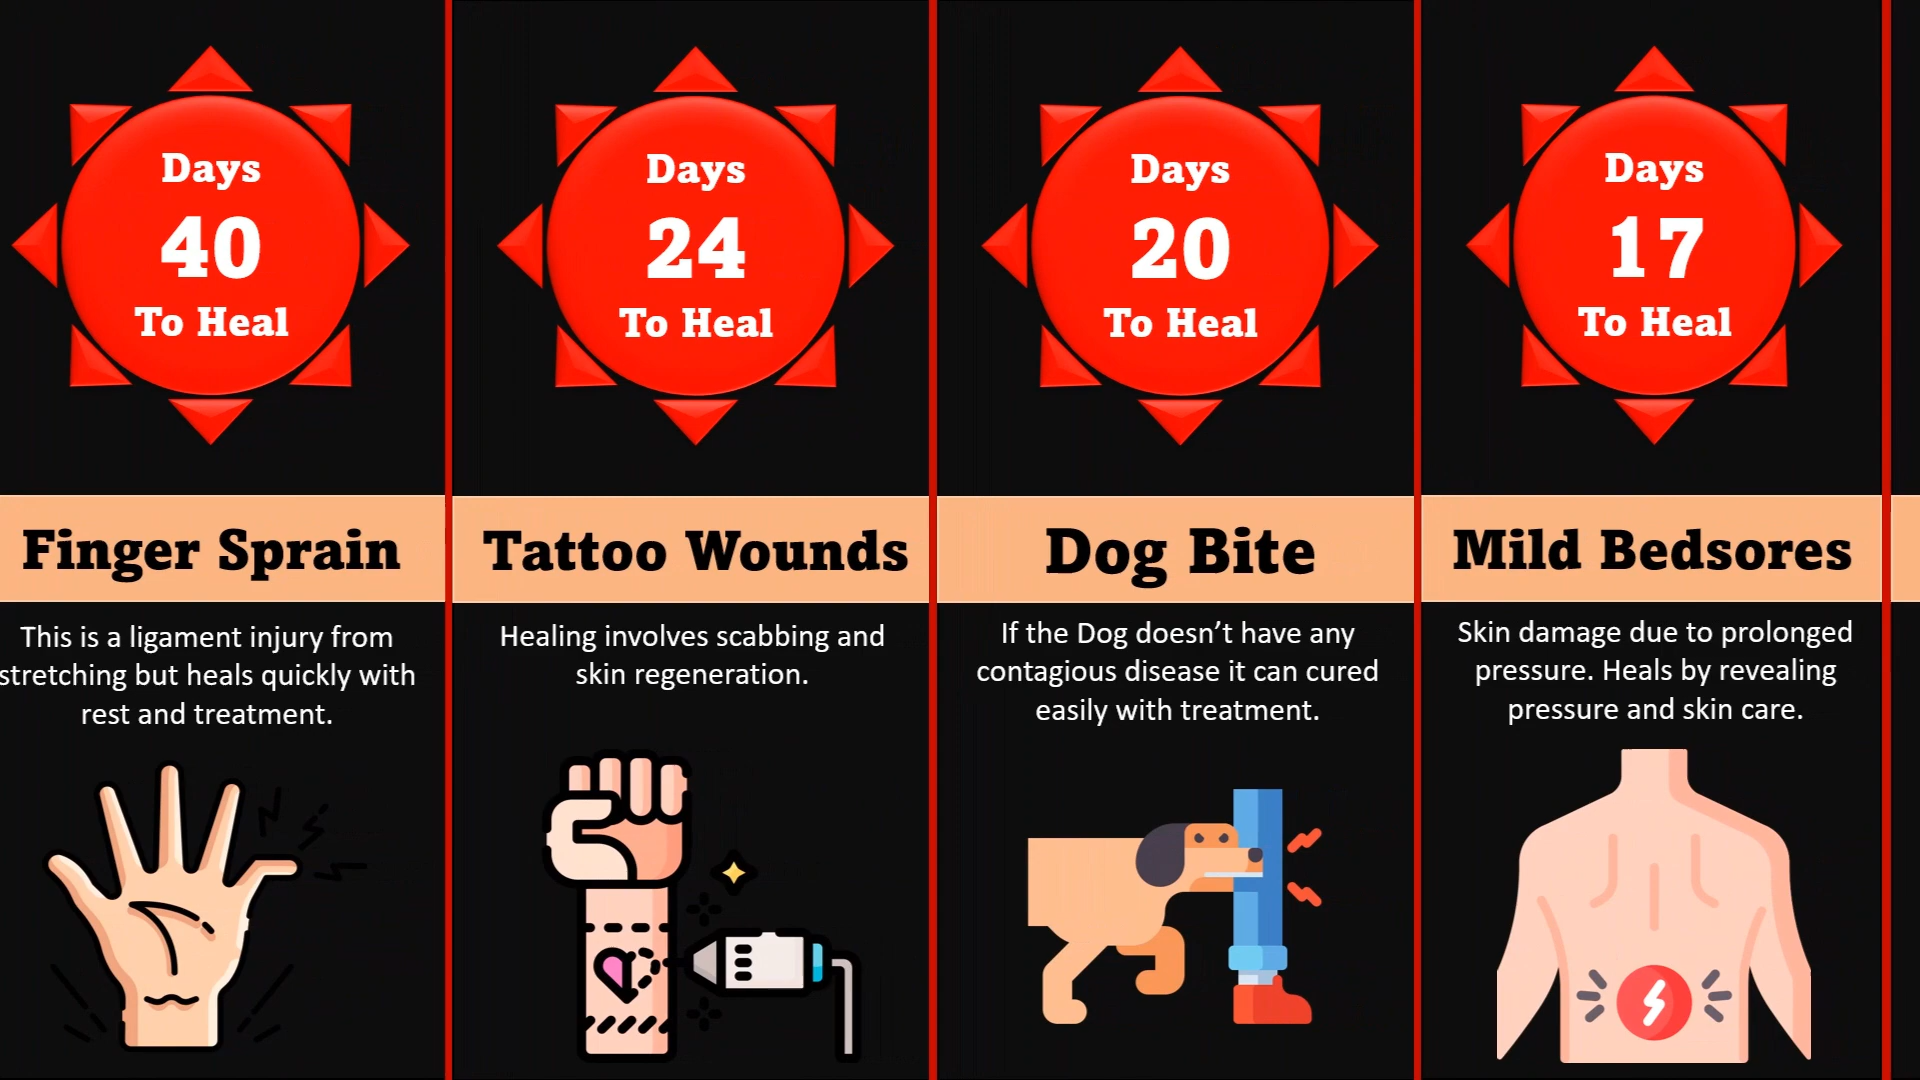 Days
40
To Heal
Finger Sprain
This is a ligament injury from
stretching but heals quickly with
rest and treatment.
Days
24
To Heal
Tattoo Wounds
Healing involves scabbing and
skin regeneration.
Days
20
To Heal
Dog Bite
If the Dog doesn’t have any
contagious disease it can cured
easily with treatment.
Days
17
To Heal
Mild Bedsores
Skin damage due to prolonged
pressure. Heals by revealing
pressure and skin care.